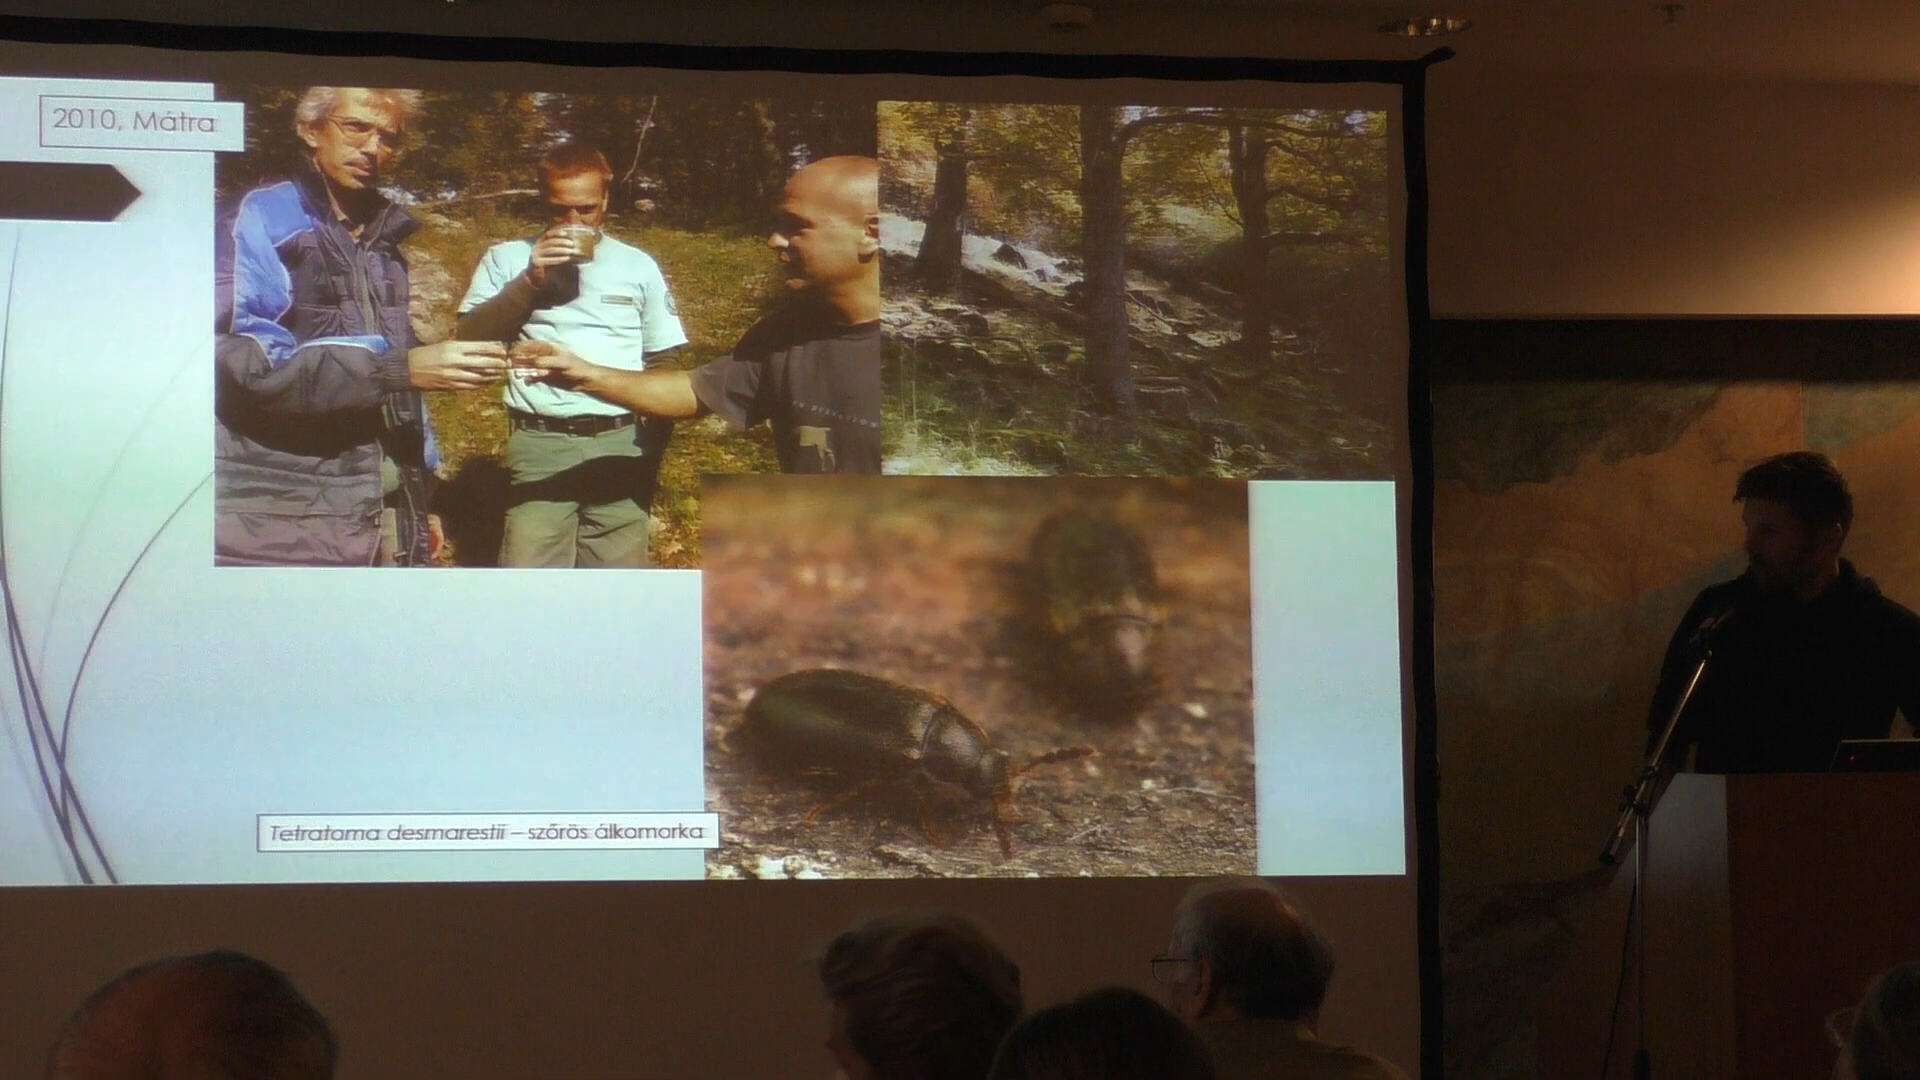 2010, Mátra
Tetratoma desmarestii – szőrös álkomorka